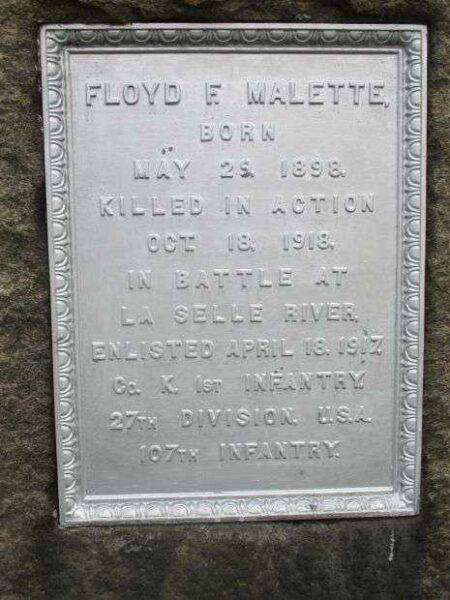 FLOYD F. MALETTE,
BORN
MAY 29. 1898.
KILLED IN ACTION
OCT. 18. 1918.
IN BATTLE AT
LA SELLE RIVER,
ENLISTED APRIL 18. 1917.
CO. K. 1ST INFANTRY.
27TH DIVISION. U.S.A.
107TH INFANTRY.